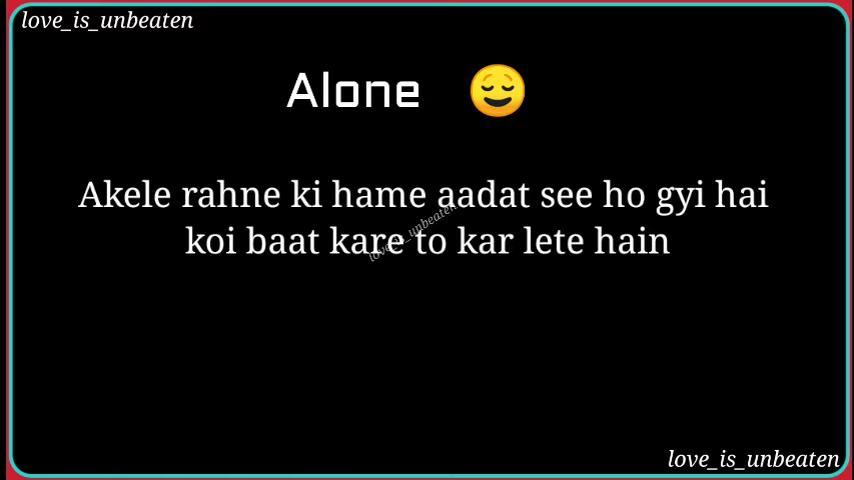 love_is_unbeaten
Alone 😌
Akele rahne ki hame aadat see ho gyi hai
koi baat kare to kar lete hain
love_is_unbeaten
love_is_unbeaten